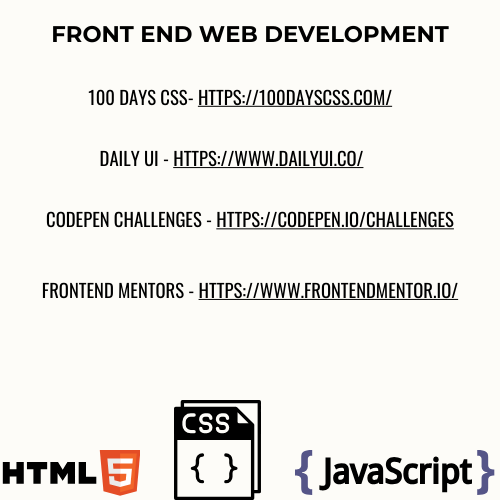 FRONT END WEB DEVELOPMENT
100 DAYS CSS- HTTPS://100DAYSCSS.COM/
DAILY UI - HTTPS://WWW.DAILYUI.CO/
CODEPEN CHALLENGES - HTTPS://CODEPEN.IO/CHALLENGES
FRONTEND MENTORS - HTTPS://WWW.FRONTENDMENTOR.IO/
CSS
{ }
HTML 5
{ JavaScript }